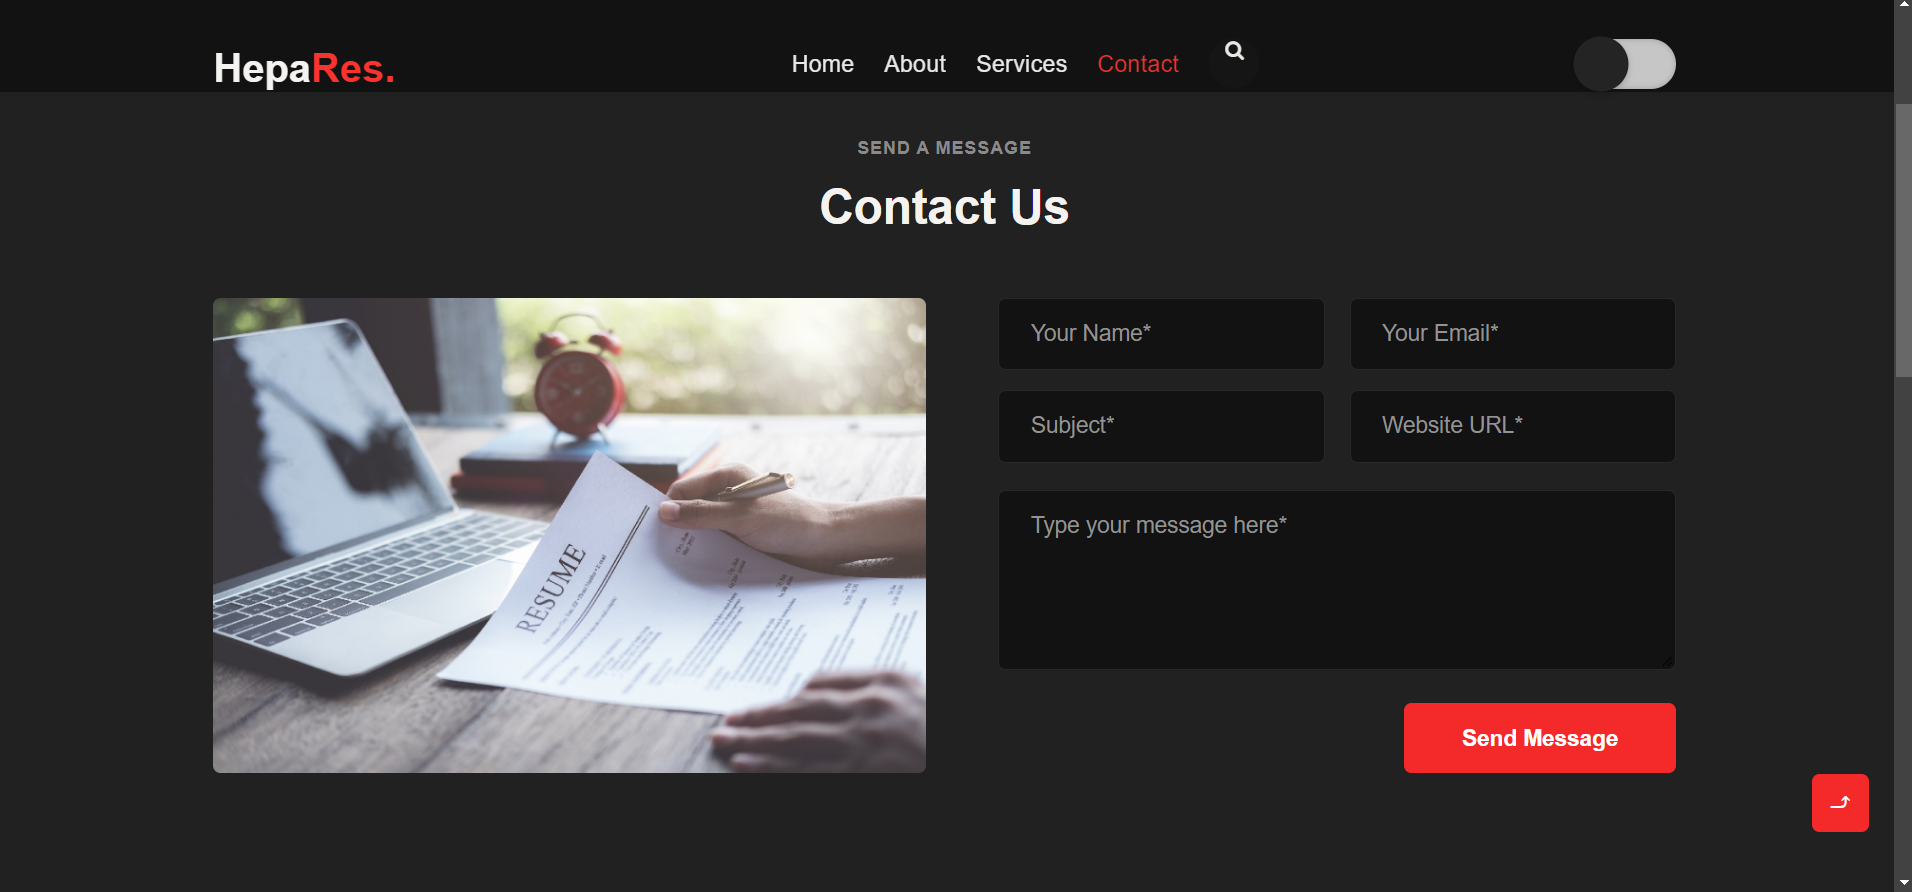 HepaRes.
Home About Services Contact
SEND A MESSAGE
Contact Us
Your Name*
Your Email*
Subject*
Website URL*
Type your message here*
RESUME
Send Message